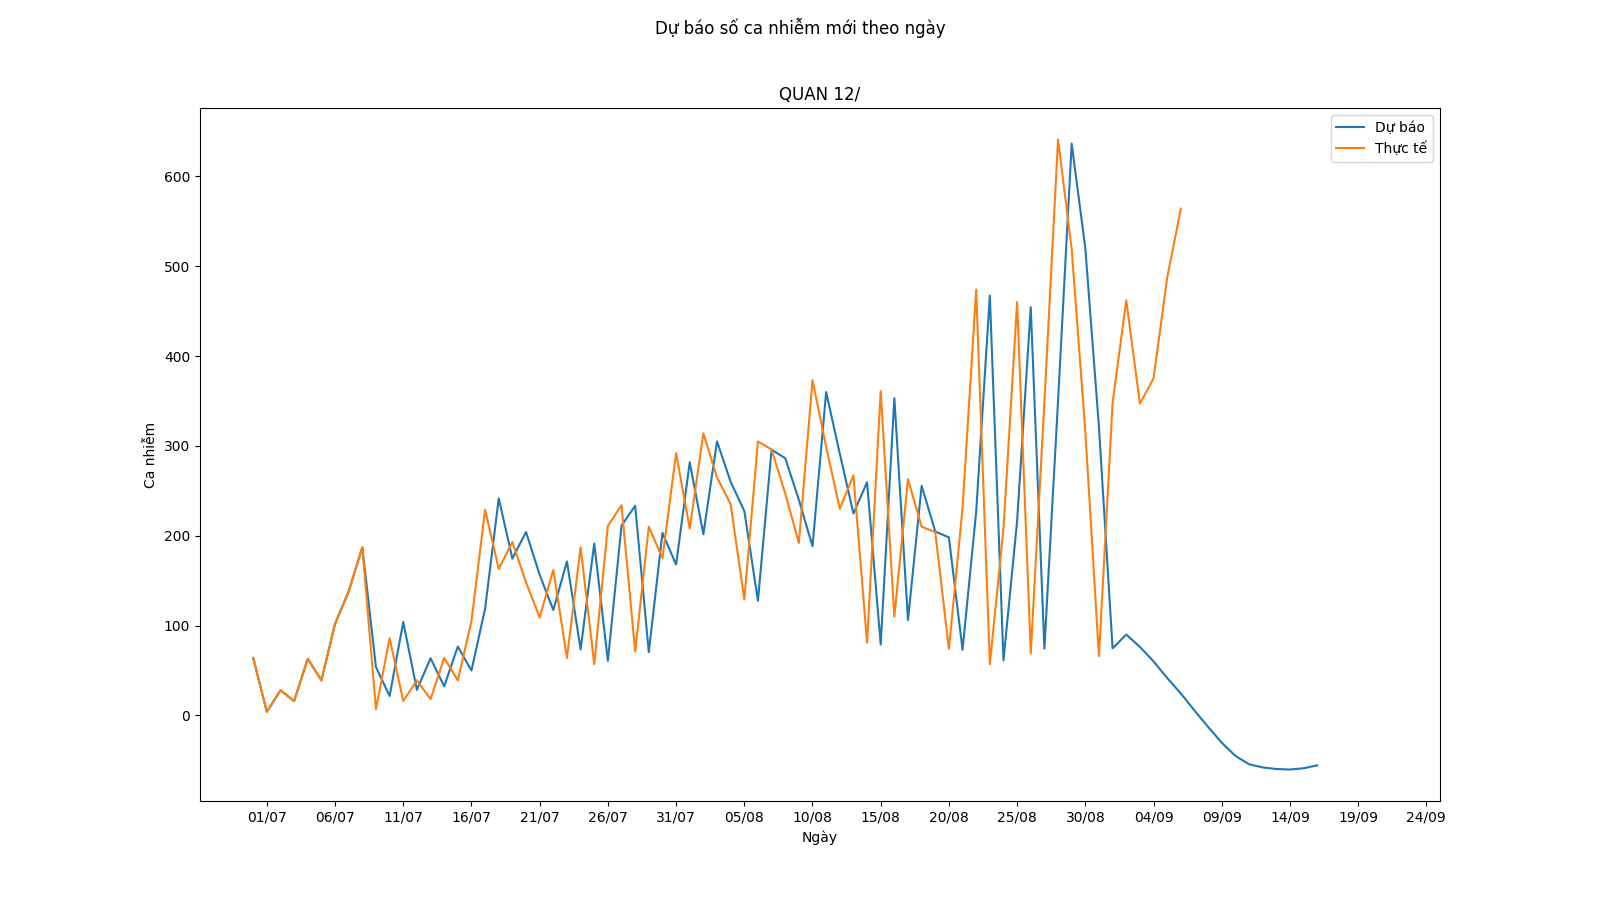 Dự báo số ca nhiễm mới theo ngày
QUAN 12/
Dự báo
Thực tế
600
500
400
300
200
100
0
Ca nhiễm
01/07 06/07 11/07 16/07 21/07 26/07 31/07 05/08 10/08 15/08 20/08 25/08 30/08 04/09 09/09 14/09 19/09 24/09
Ngày